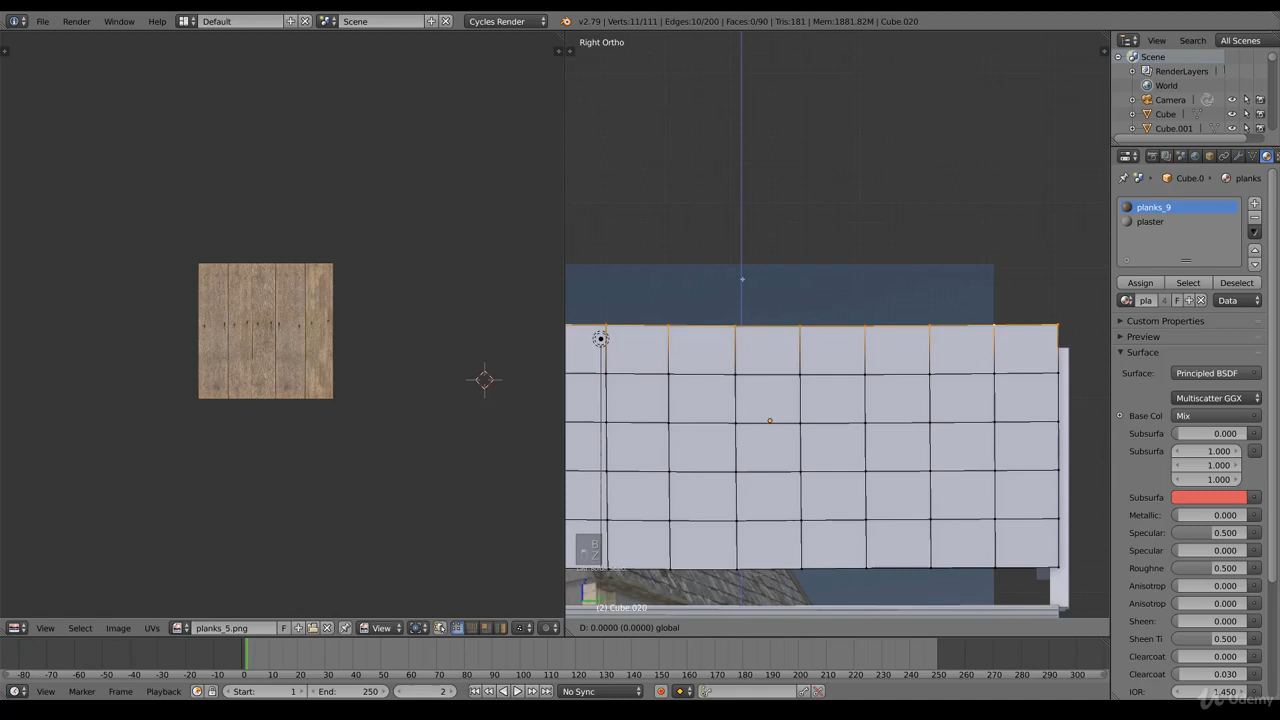 File Render Window Help Default Scene Cycles Render v2.79 | Verts:11/111 | Edges:10/200 | Faces:0/90 | Tris:181 | Mem:1881.82M | Cube.020
Right Ortho
View Search All Scenes
Scene
RenderLayers
World
Camera
Cube
Cube.001
Cube.0 planks
planks_9
plaster
Assign Select Deselect
pla 4 F Data
Custom Properties
Preview
Surface
Surface: Principled BSDF
Multiscatter GGX
Base Col Mix
Subsurfa 0.000
Subsurfa 1.000
1.000
1.000
Subsurfa
Metallic: 0.000
Specular: 0.500
Specular 0.000
Roughne 0.500
Anisotrop 0.000
Anisotrop 0.000
Sheen: 0.000
Sheen Ti 0.500
Clearcoat 0.000
Clearcoat 0.030
IOR: 1.450
B
Z
(2) Cube.020
View Select Image UVs planks_5.png F View
D: 0.0000 (0.0000) global
-80 -70 -60 -50 -40 -30 -20 -10 0 10 20 30 40 50 60 70 80 90 100 110 120 130 140 150 160 170 180 190 200 210 220 230 240 250 260 270 280 290 300
View Marker Frame Playback Start: 1 End: 250 2 No Sync
Udemy